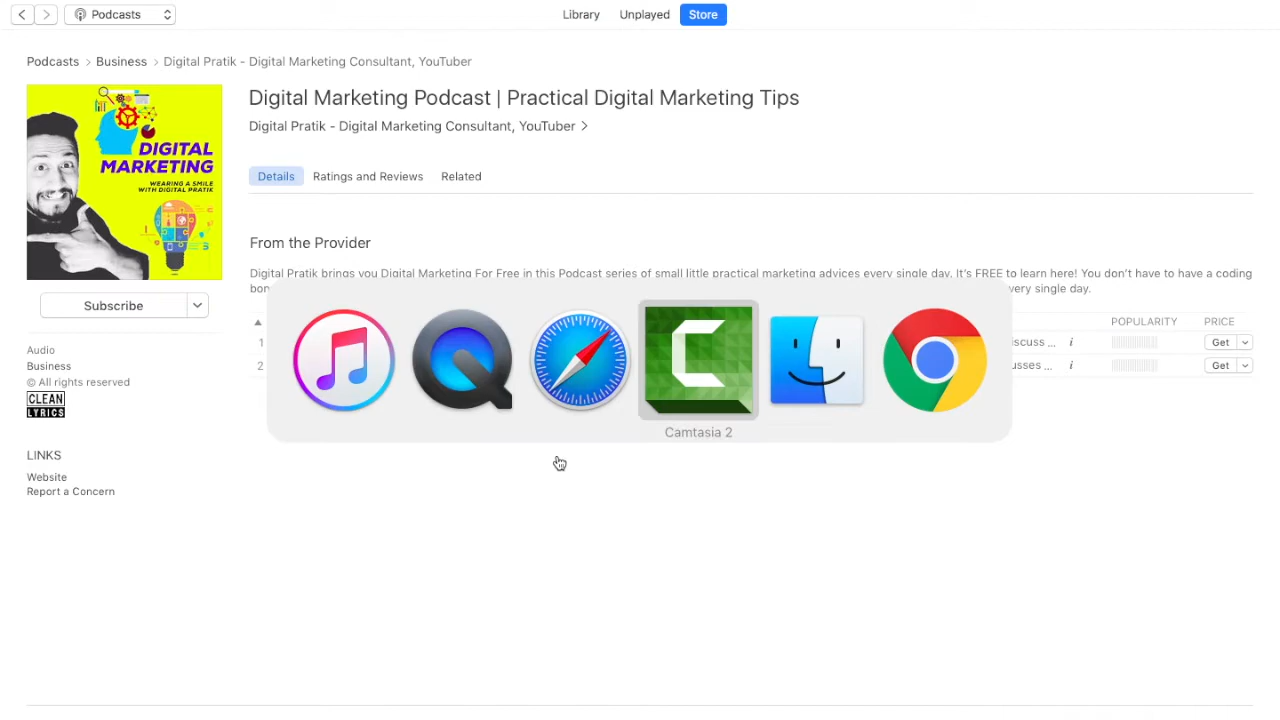 Podcasts
Library
Unplayed
Store
Podcasts > Business > Digital Pratik - Digital Marketing Consultant, YouTuber
DIGITAL
MARKETING
WEARING A SMILE
WITH DIGITAL PRATIK
Digital Marketing Podcast | Practical Digital Marketing Tips
Digital Pratik - Digital Marketing Consultant, YouTuber >
Details
Ratings and Reviews
Related
From the Provider
Digital Pratik brings you Digital Marketing For Free in this Podcast series of small little practical marketing advices every single day. It's FREE to learn here! You don't have to have a coding
very single day.
Subscribe
POPULARITY
PRICE
1
iscuss ...
i
Get
2
usses ...
i
Get
Camtasia 2
Audio
Business
© All rights reserved
CLEAN
LYRICS
LINKS
Website
Report a Concern